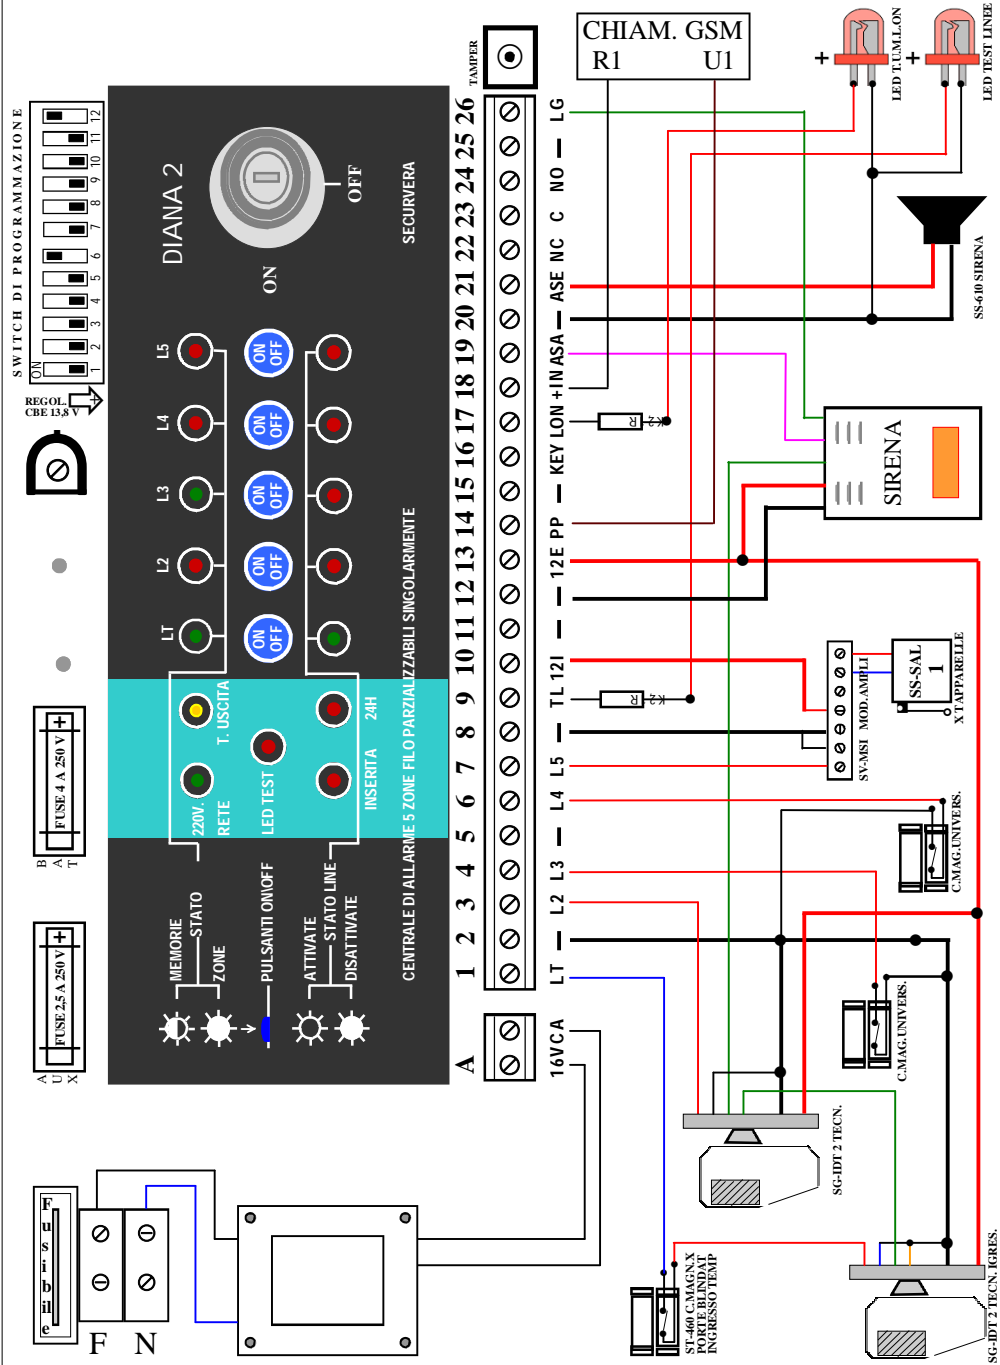 SWITCH DI PROGRAMMAZIONE
ON
1 2 3 4 5 6 7 8 9 10 11 12
REGOL.
CBE 13,8 V
+
FUSE 4 A 250 V
+
B A T
FUSE 2,5 A 250 V
+
A U X
Fusibile
F N
DIANA 2
ON
OFF
SECURVERA
LT L2 L3 L4 L5
ON OFF
ON OFF
ON OFF
ON OFF
ON OFF
T. USCITA
24H
220V.
RETE
LED TEST
INSERITA
MEMORIE
STATO
ZONE
PULSANTI ON\OFF
ATTIVATE
STATO LINE
DISATTIVATE
CENTRALE DI ALLARME 5 ZONE FILO PARZIALIZZABILI SINGOLARMENTE
TAMPER
A 1 2 3 4 5 6 7 8 9 10 11 12 13 14 15 16 17 18 19 20 21 22 23 24 25 26
16VCA LT — L2 L3 — L4 L5 — TL 12I — — 12E PP — KEY LON +IN ASA — ASE NC C NO — LG
CHIAM. GSM
R1 U1
+
LED T.U.M.L.ON
+
LED TEST LINEE
SS-610 SIRENA
R K2
SIRENA
R K2
SV-MSI MOD.AMPLI
SS-SAL
1
XTAPPARELLE
C.MAG.UNIVERS.
C.MAG.UNIVERS.
SG-IDT 2 TECN.
ST-460 C.MAGN.X
PORTE BLINDAT
INGRESSO TEMP
SG-IDT 2 TECN. IGRES.